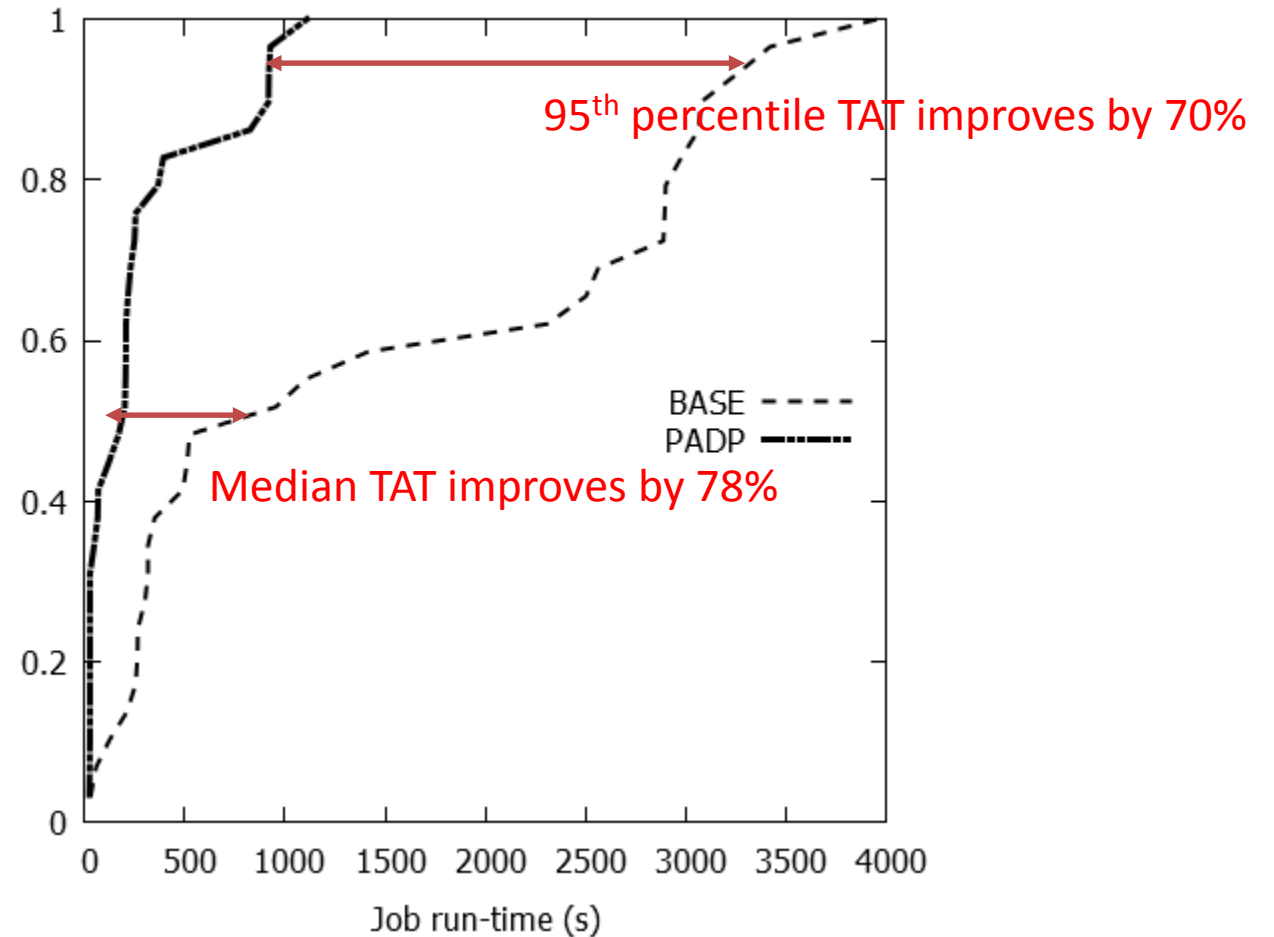 1
95th percentile TAT improves by 70%
0.8
0.6
BASE
PADP
Median TAT improves by 78%
0.4
0.2
0
0 500 1000 1500 2000 2500 3000 3500 4000
Job run-time (s)